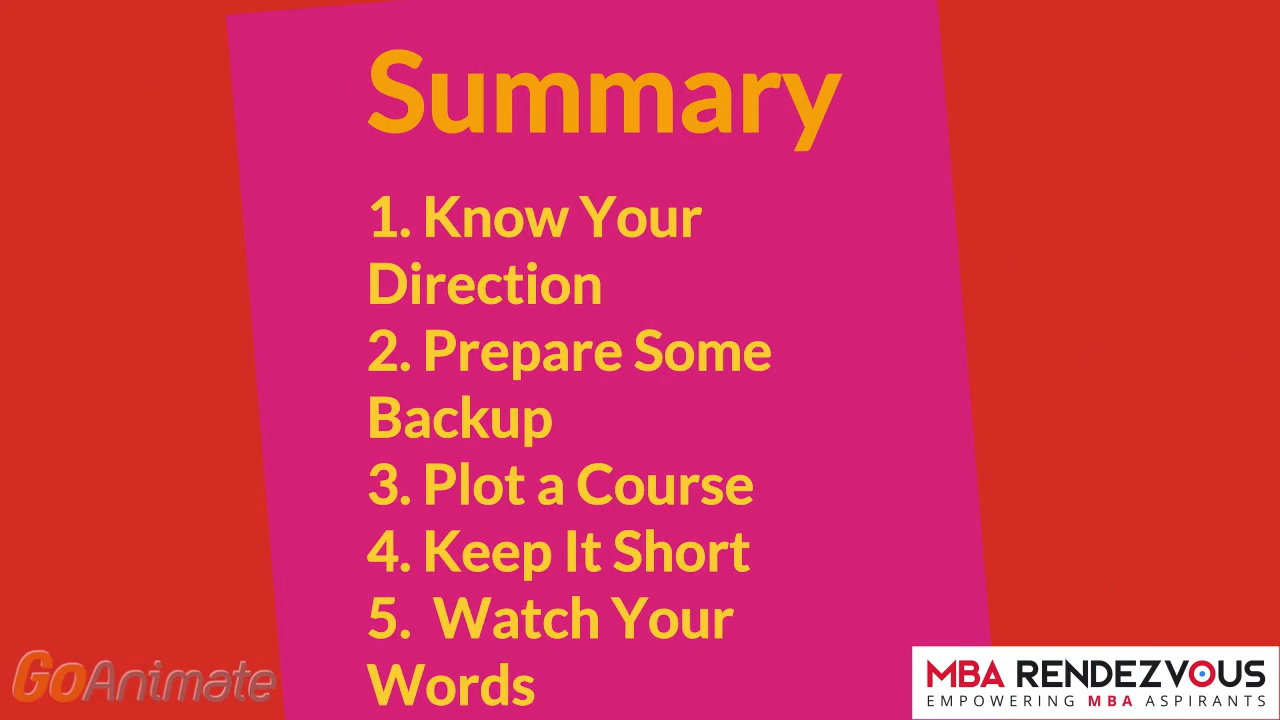 Summary
1. Know Your
Direction
2. Prepare Some
Backup
3. Plot a Course
4. Keep It Short
5. Watch Your
Words
GoAnimate
MBA RENDEZVOUS
EMPOWERING MBA ASPIRANTS